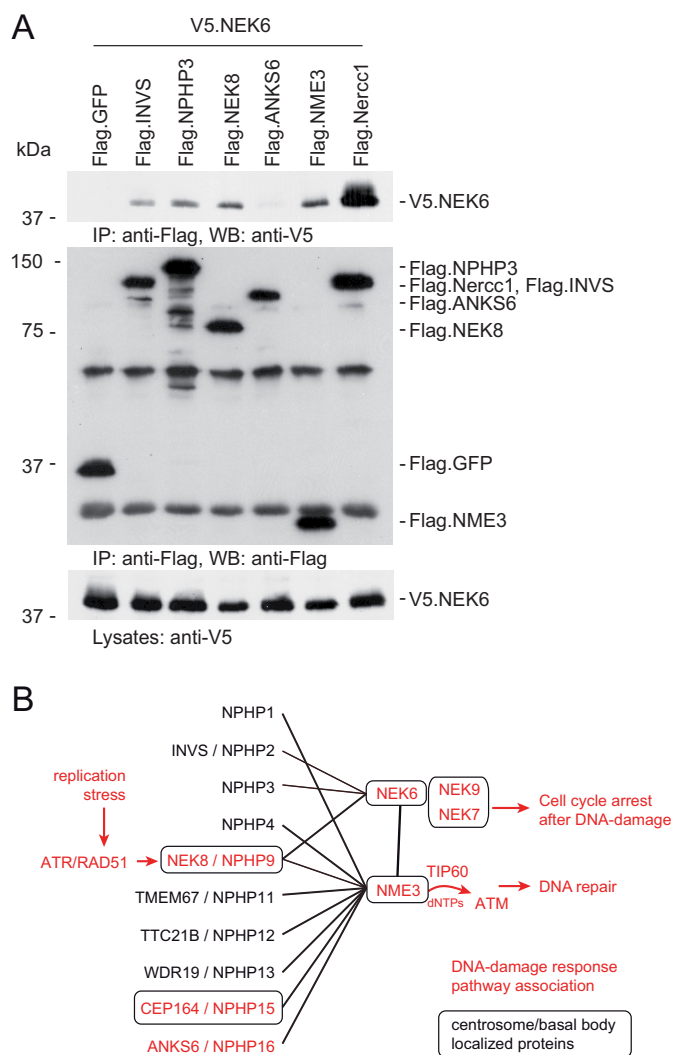 A
V5.NEK6
Flag.GFP
Flag.INVS
Flag.NPHP3
Flag.NEK8
Flag.ANKS6
Flag.NME3
Flag.Nercc1
kDa
37 -
-V5.NEK6
IP: anti-Flag, WB: anti-V5
150 -
-Flag.NPHP3
-Flag.Nercc1, Flag.INVS
-Flag.ANKS6
75 -
-Flag.NEK8
37 -
-Flag.GFP
-Flag.NME3
IP: anti-Flag, WB: anti-Flag
-V5.NEK6
37 -
Lysates: anti-V5
B
NPHP1
INVS / NPHP2
NPHP3
NPHP4
replication
stress
ATR/RAD51
NEK8 / NPHP9
TMEM67 / NPHP11
TTC21B / NPHP12
WDR19 / NPHP13
CEP164 / NPHP15
ANKS6 / NPHP16
NEK6
NEK9
NEK7
Cell cycle arrest
after DNA-damage
NME3
TIP60
dNTPs
ATM
DNA repair
DNA-damage response
pathway association
centrosome/basal body
localized proteins